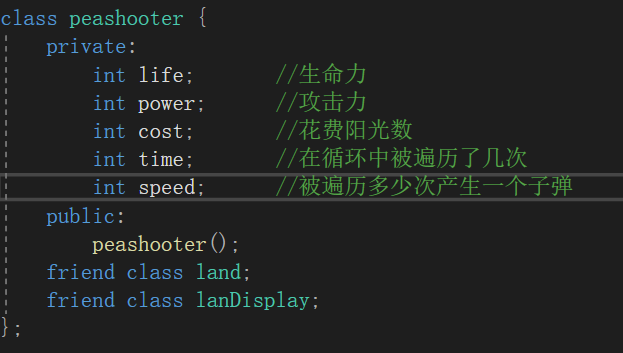 class peashooter {
    private:
        int life;       //生命力
        int power;      //攻击力
        int cost;       //花费阳光数
        int time;       //在循环中被遍历了几次
        int speed;      //被遍历多少次产生一个子弹
    public:
        peashooter();
    friend class land;
    friend class lanDisplay;
};